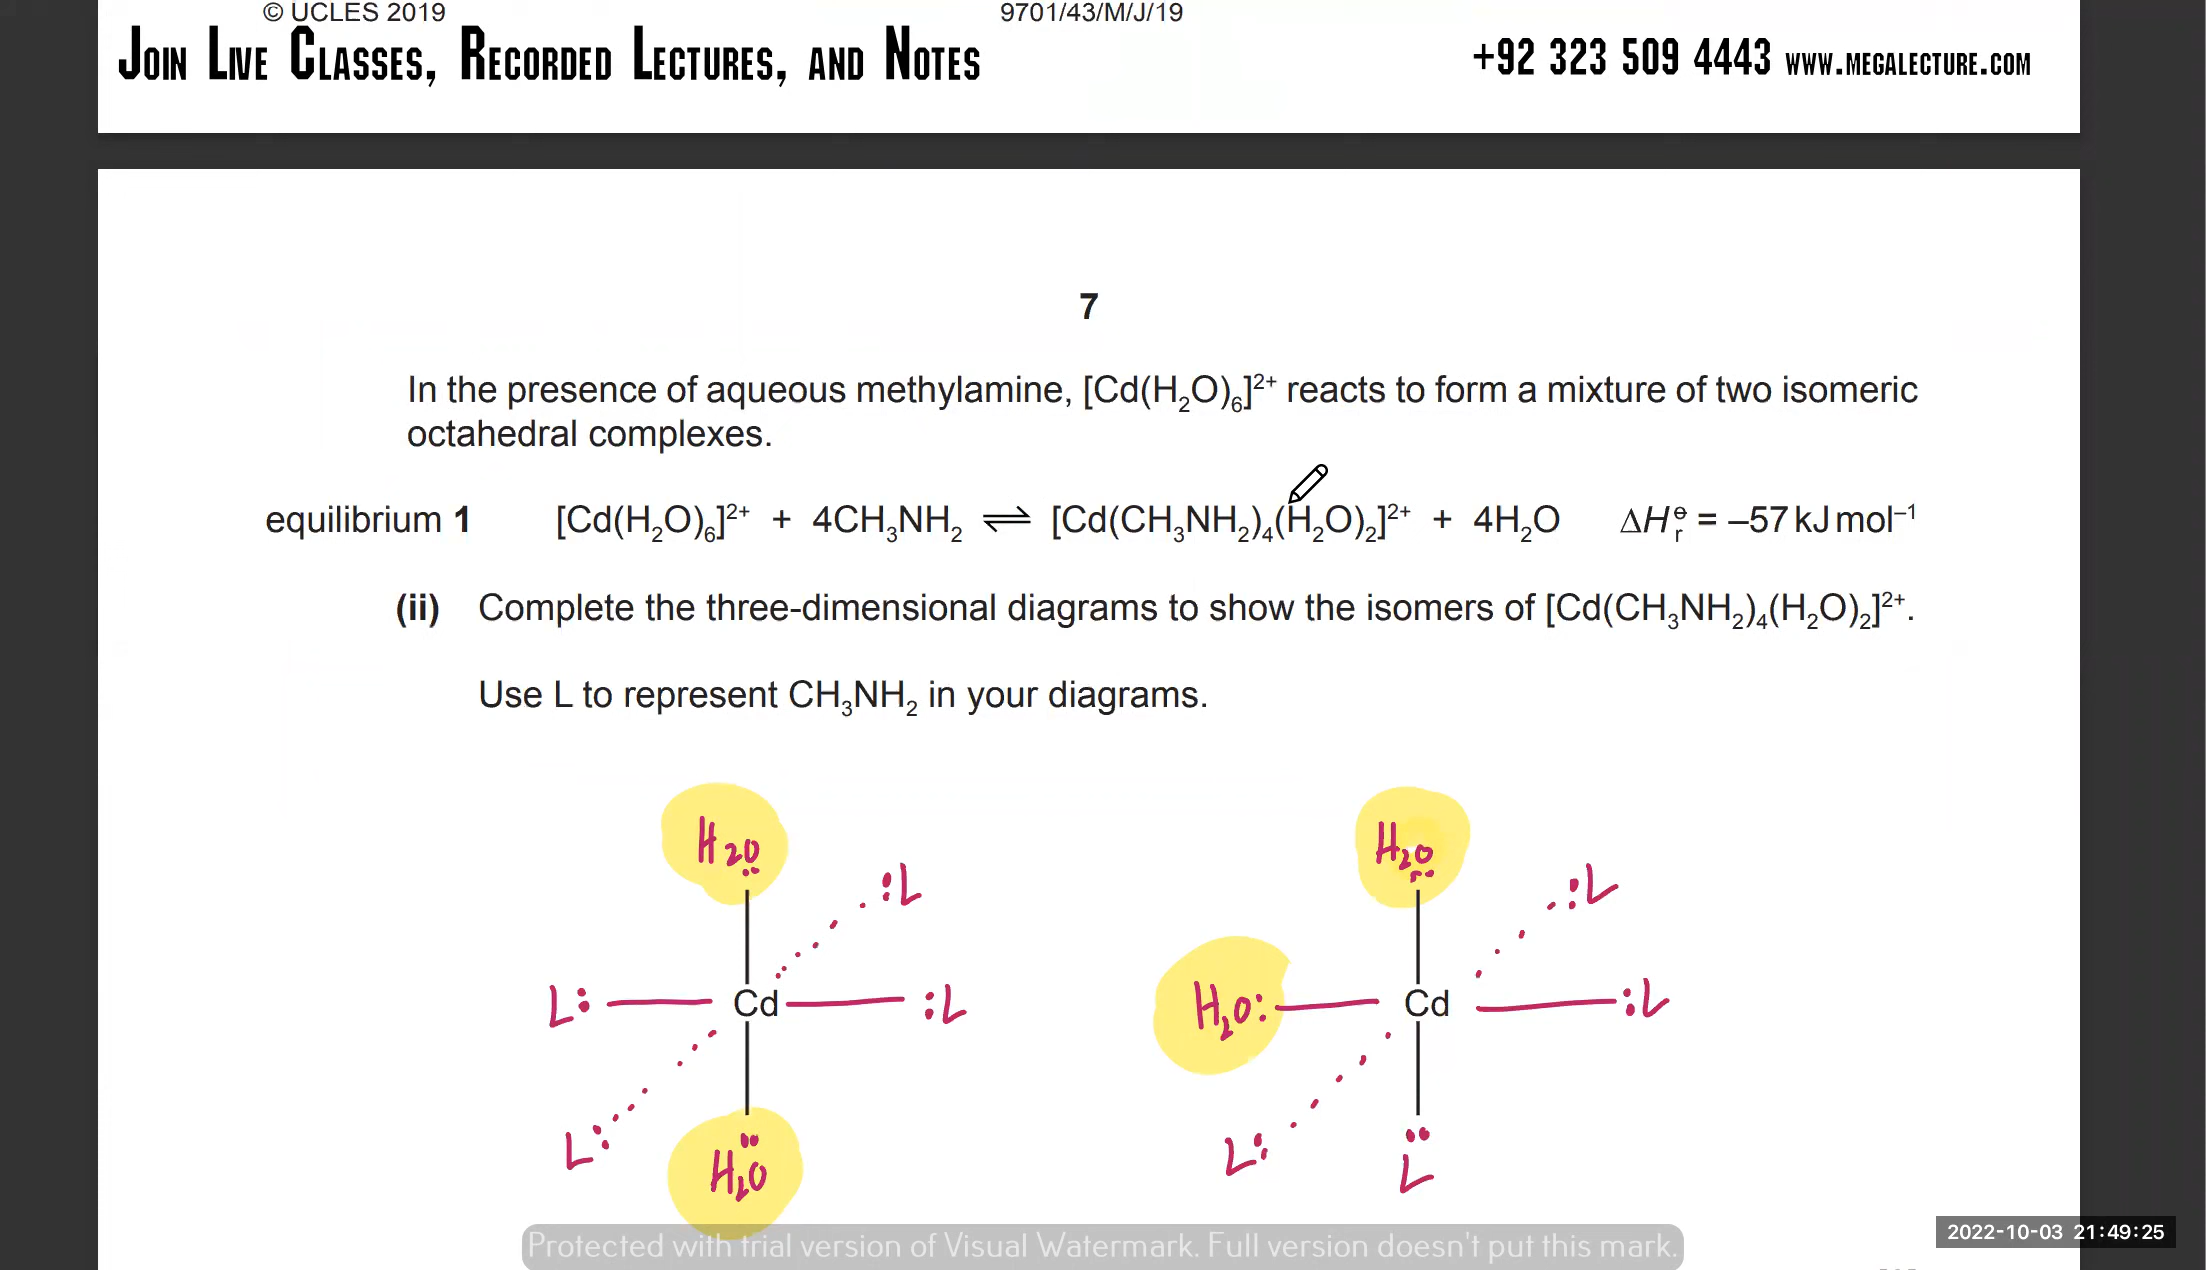 © UCLES 2019 9701/43/M/J/19
JOIN LIVE CLASSES, RECORDED LECTURES, AND NOTES +92 323 509 4443 WWW.MEGALECTURE.COM
7
In the presence of aqueous methylamine, [Cd(H₂O)₆]²⁺ reacts to form a mixture of two isomeric
octahedral complexes.
equilibrium 1 [Cd(H₂O)₆]²⁺ + 4CH₃NH₂ ⇌ [Cd(CH₃NH₂)₄(H₂O)₂]²⁺ + 4H₂O ΔH⦵r = –57 kJ mol⁻¹
(ii) Complete the three-dimensional diagrams to show the isomers of [Cd(CH₃NH₂)₄(H₂O)₂]²⁺.
Use L to represent CH₃NH₂ in your diagrams.
H₂O H₂O
:L :L
L: Cd :L H₂O: Cd :L
L: L:
H₂O L
Protected with trial version of Visual Watermark. Full version doesn't put this mark.
2022-10-03 21:49:25